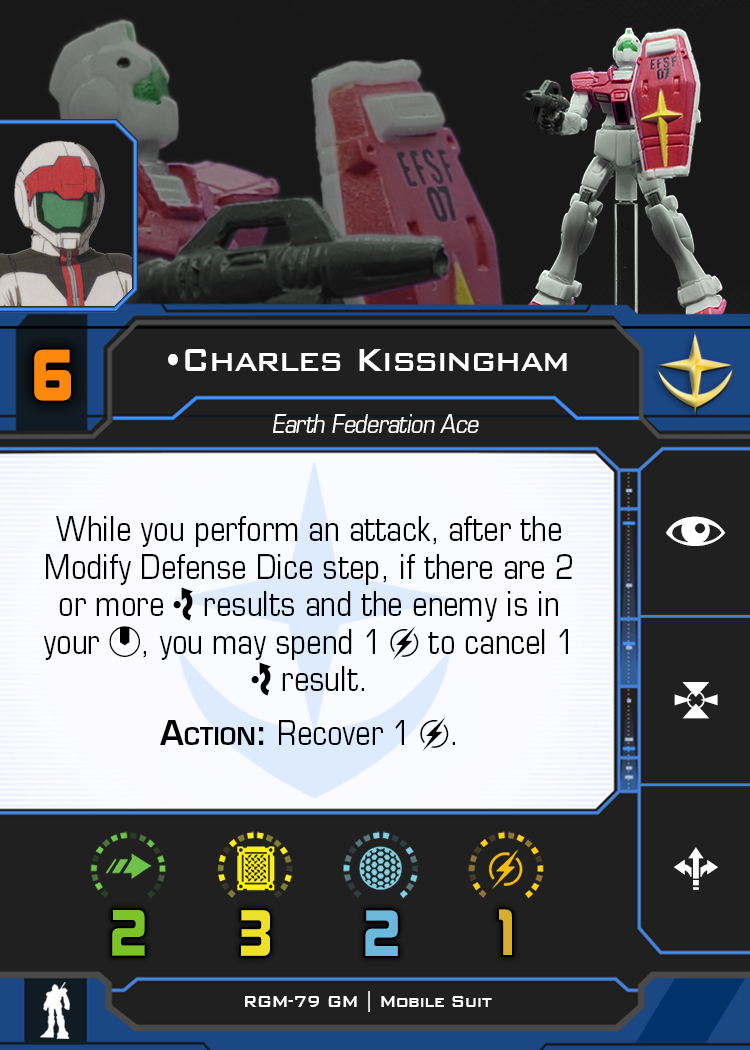 EFSF
07
EFSF
07
6
•Charles Kissingham
Earth Federation Ace
While you perform an attack, after the
Modify Defense Dice step, if there are 2
or more results and the enemy is in
your , you may spend 1 to cancel 1
result.
Action: Recover 1 .
2 3 2 1
RGM-79 GM | Mobile Suit